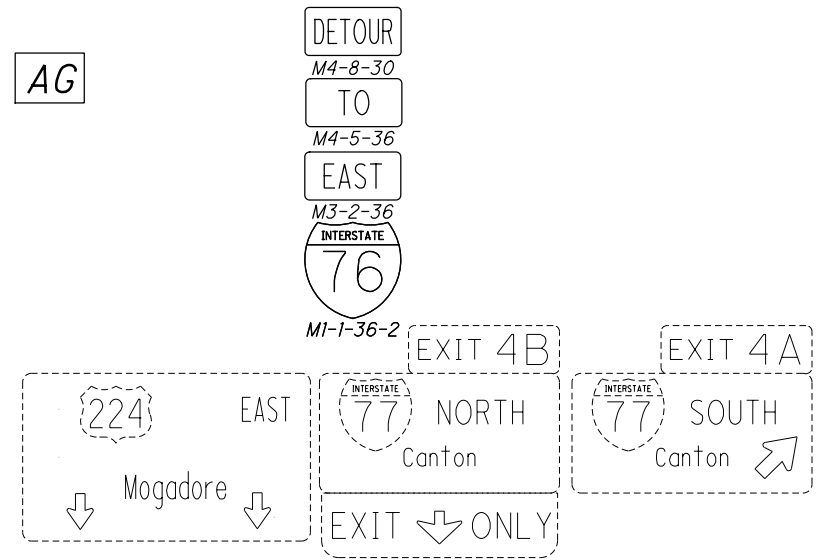 DETOUR
M4-8-30
AG
TO
M4-5-36
EAST
M3-2-36
INTERSTATE
76
M1-1-36-2
EXIT 4B
EXIT 4A
224 EAST
Mogadore
INTERSTATE
77 NORTH
Canton
EXIT ONLY
INTERSTATE
77 SOUTH
Canton